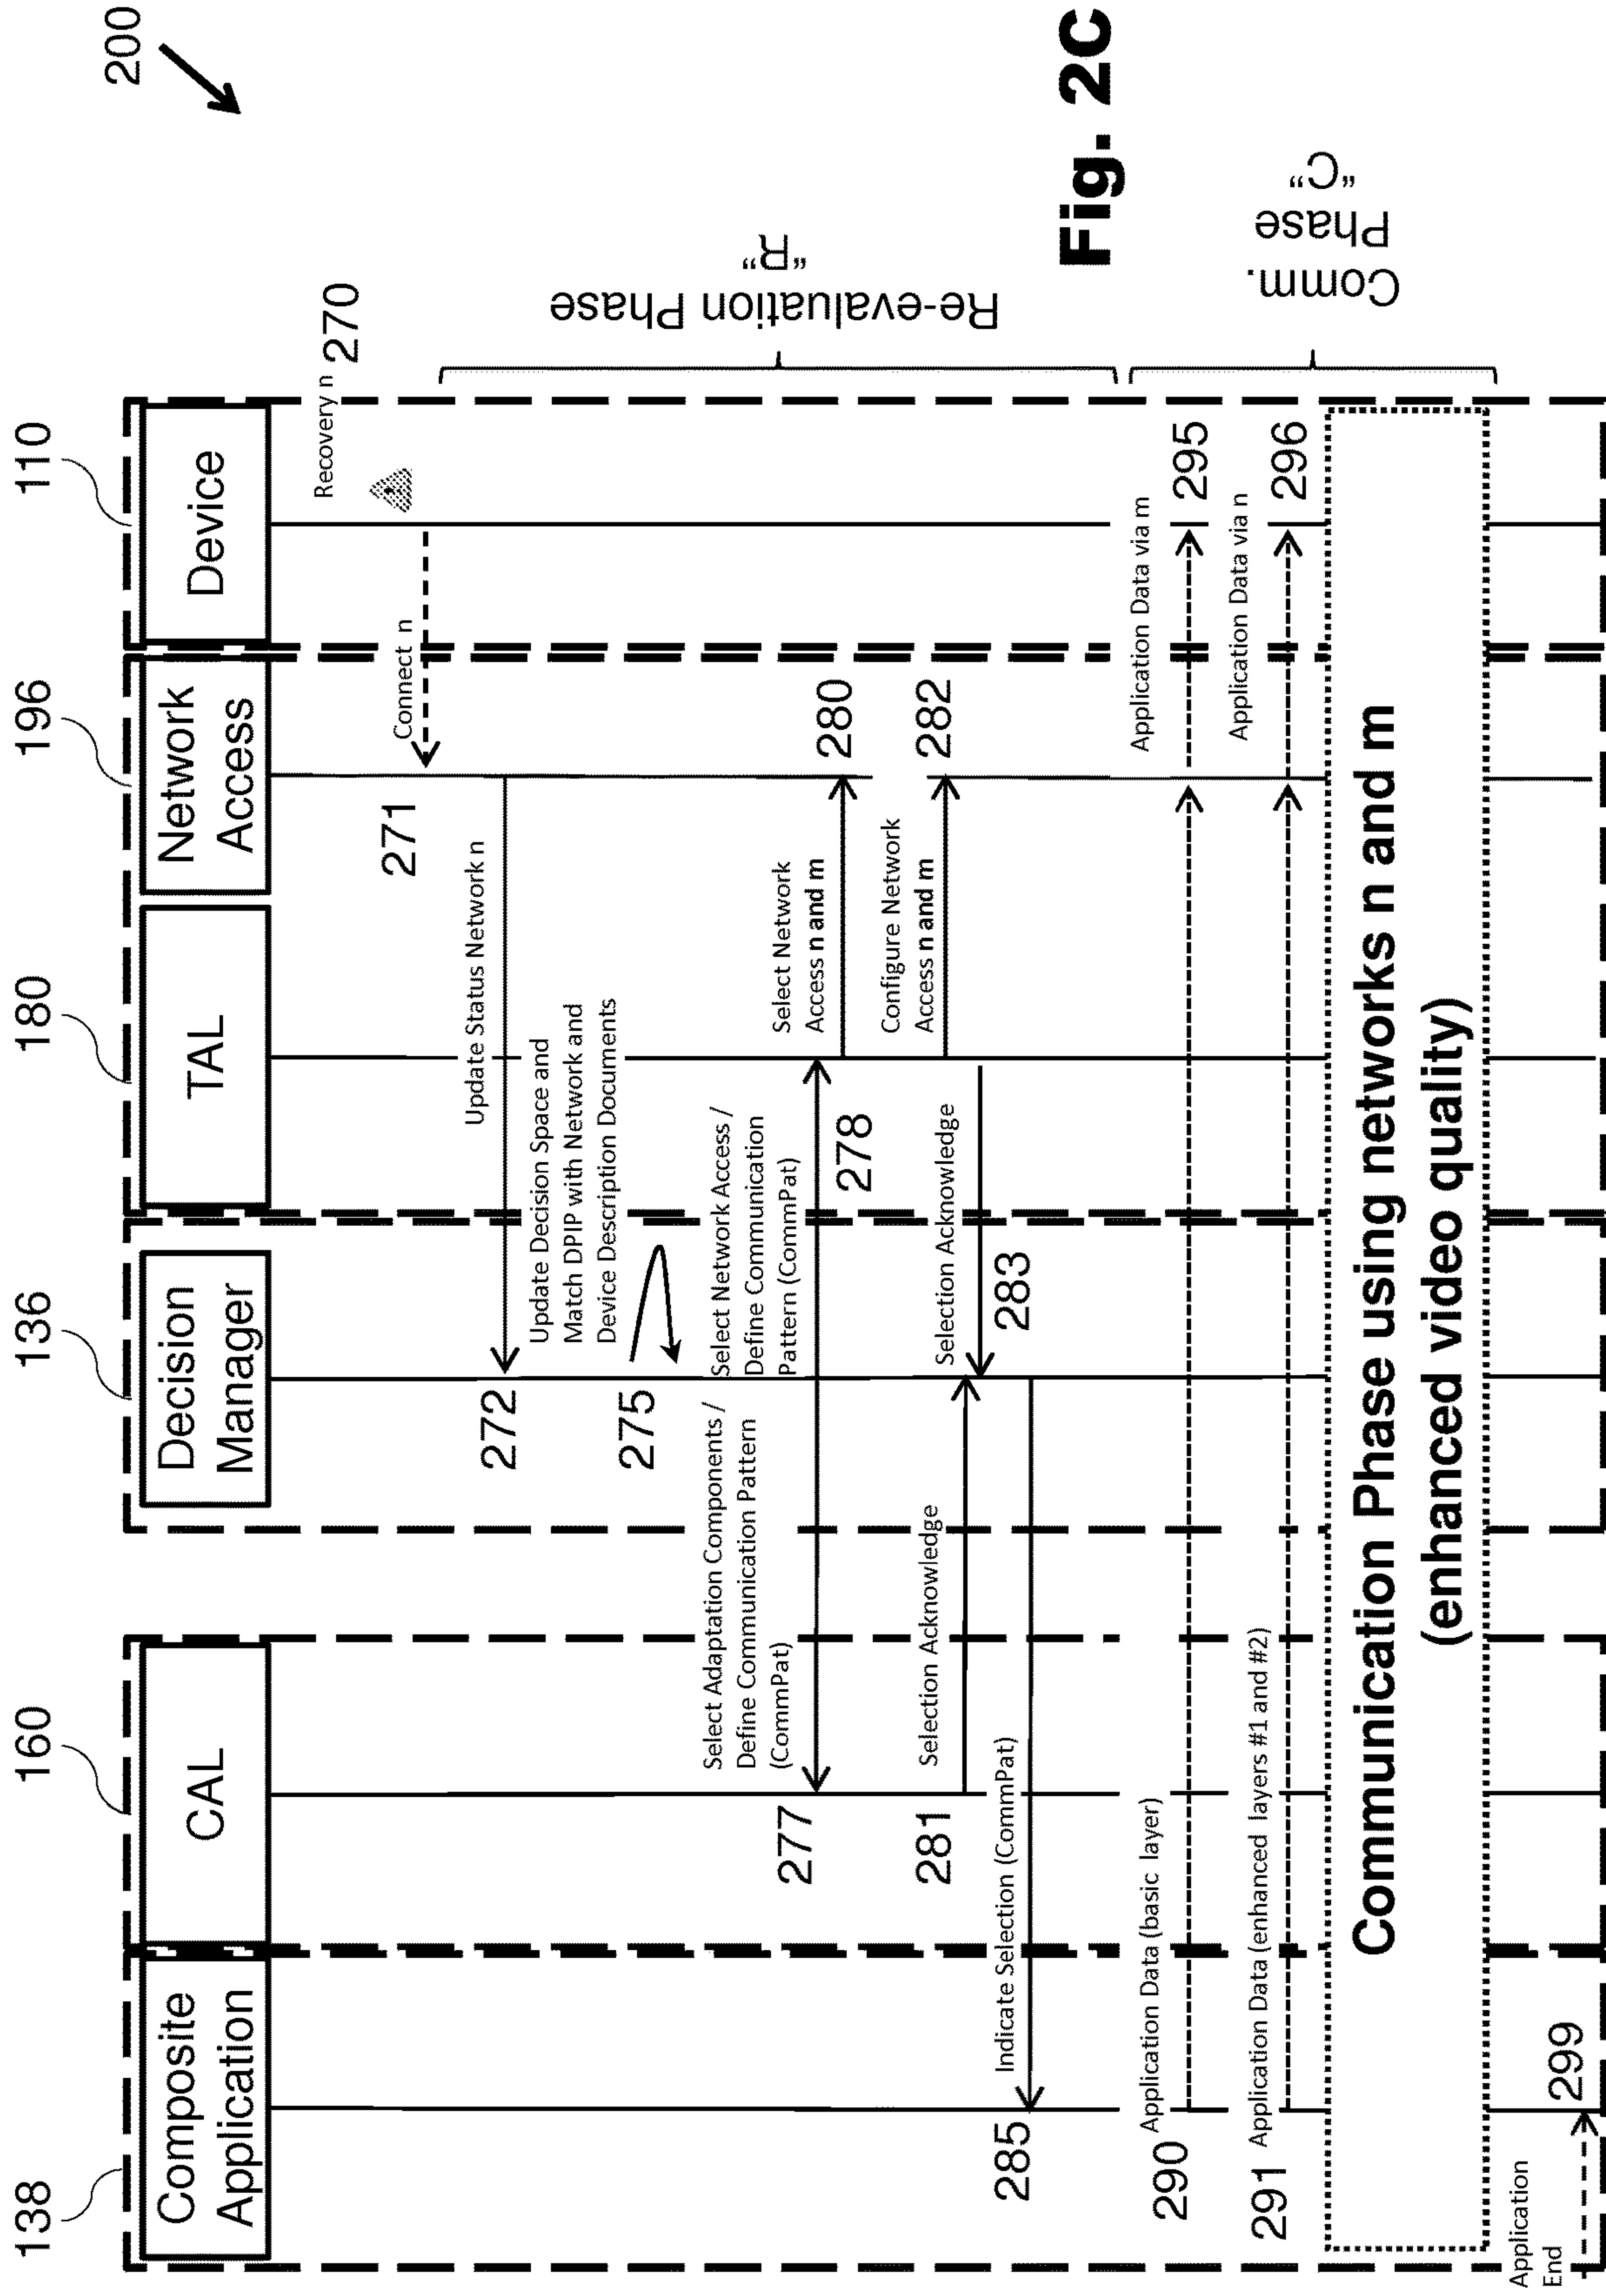 200
138
160
136
180
196
110
Composite
Application
CAL
Decision
Manager
TAL
Network
Access
Device
Recovery n
270
Connect n
271
Update Status Network n
272
Update Decision Space and
Match DPIP with Network and
Device Description Documents
275
Select Adaptation Components /
Define Communication Pattern
(CommPat)
277
Select Network Access /
Define Communication
Pattern (CommPat)
278
Select Network
Access n and m
280
Configure Network
Access n and m
282
Selection Acknowledge
281
Selection Acknowledge
283
Indicate Selection (CommPat)
285
Re-evaluation Phase
"R"
Application Data (basic layer)
290
Application Data via m
295
Application Data (enhanced layers #1 and #2)
291
Application Data via n
296
Comm.
Phase
"C"
Communication Phase using networks n and m
(enhanced video quality)
Application
End
299
Fig. 2C